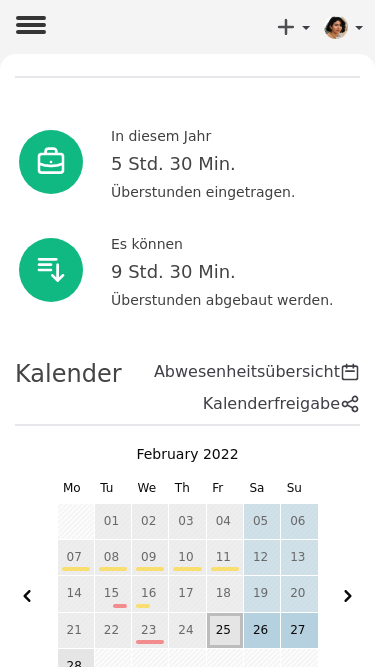 In diesem Jahr
5 Std. 30 Min.
Überstunden eingetragen.
Es können
9 Std. 30 Min.
Überstunden abgebaut werden.
Kalender
Abwesenheitsübersicht
Kalenderfreigabe
February 2022
Mo Tu We Th Fr Sa Su
01 02 03 04 05 06
07 08 09 10 11 12 13
14 15 16 17 18 19 20
21 22 23 24 25 26 27
28